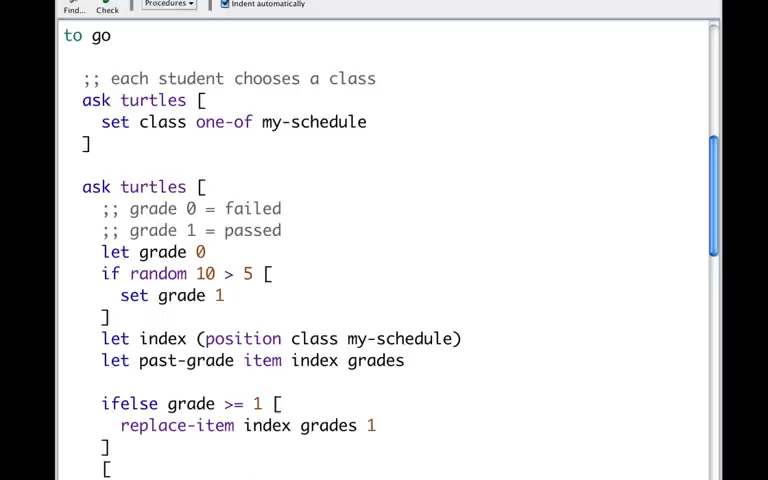 Find... Check Procedures Indent automatically
to go
;; each student chooses a class
ask turtles [
set class one-of my-schedule
]
ask turtles [
;; grade 0 = failed
;; grade 1 = passed
let grade 0
if random 10 > 5 [
set grade 1
]
let index (position class my-schedule)
let past-grade item index grades
ifelse grade >= 1 [
replace-item index grades 1
]
[